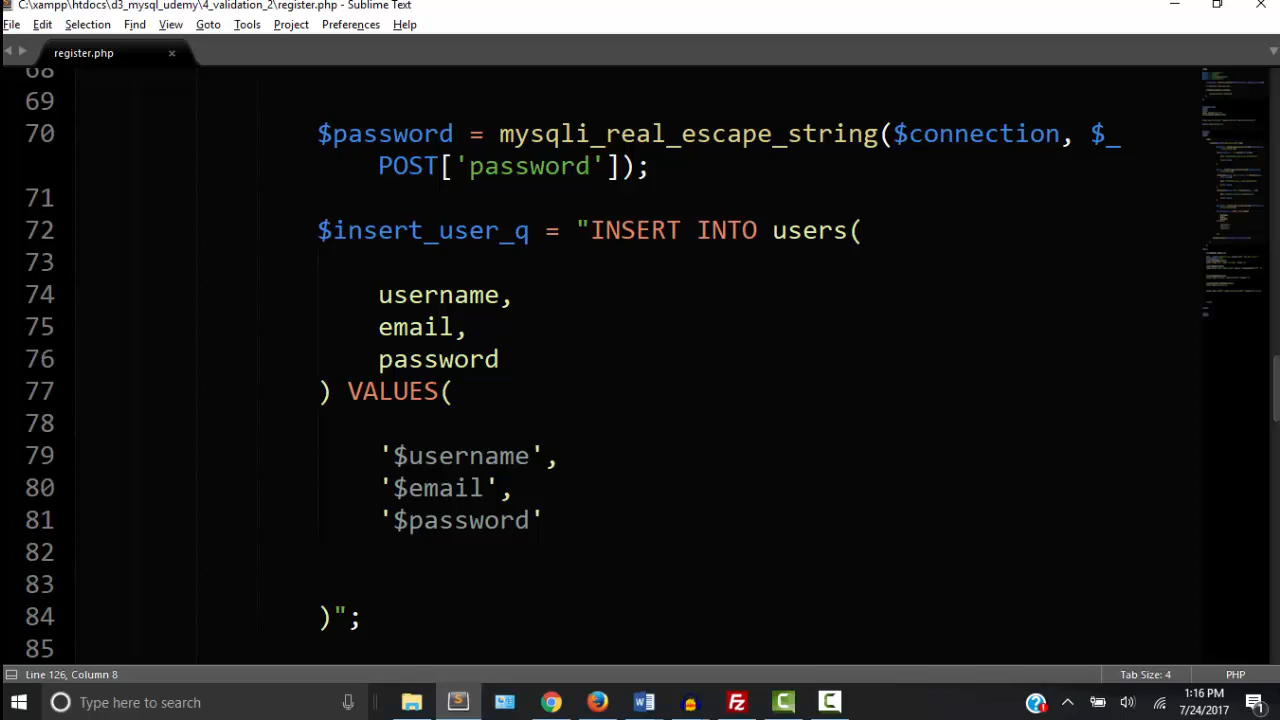 C:\xampp\htdocs\d3_mysql_udemy\4_validation_2\register.php - Sublime Text
File Edit Selection Find View Goto Tools Project Preferences Help
register.php
68
69
70 $password = mysqli_real_escape_string($connection, $_
POST['password']);
71
72 $insert_user_q = "INSERT INTO users(
73
74 username,
75 email,
76 password
77 ) VALUES(
78
79 '$username',
80 '$email',
81 '$password'
82
83
84 )";
85
Line 126, Column 8 Tab Size: 4 PHP
Type here to search
1:16 PM
7/24/2017